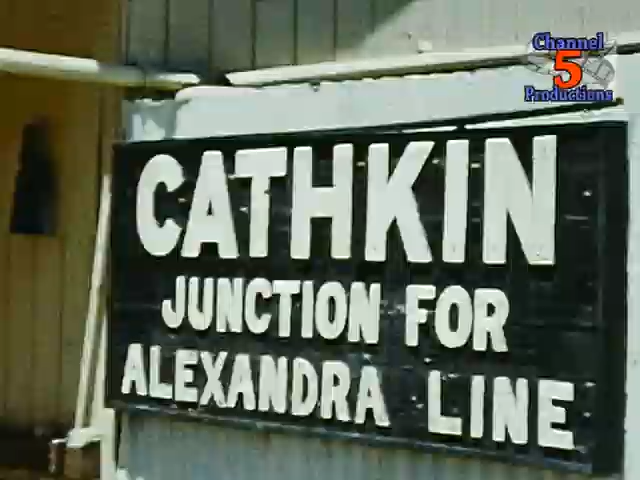 Channel
5
Productions
CATHKIN
JUNCTION FOR
ALEXANDRA LINE